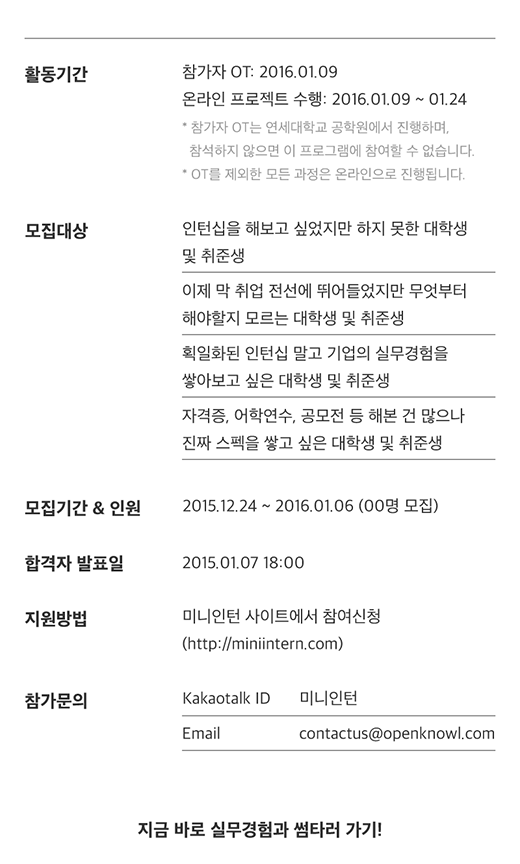 활동기간
참가자 OT: 2016.01.09
온라인 프로젝트 수행: 2016.01.09 ~ 01.24
* 참가자 OT는 연세대학교 공학원에서 진행하며,
참석하지 않으면 이 프로그램에 참여할 수 없습니다.
* OT를 제외한 모든 과정은 온라인으로 진행됩니다.
모집대상
인턴십을 해보고 싶었지만 하지 못한 대학생
및 취준생
이제 막 취업 전선에 뛰어들었지만 무엇부터
해야할지 모르는 대학생 및 취준생
획일화된 인턴십 말고 기업의 실무경험을
쌓아보고 싶은 대학생 및 취준생
자격증, 어학연수, 공모전 등 해본 건 많으나
진짜 스펙을 쌓고 싶은 대학생 및 취준생
모집기간 & 인원 2015.12.24 ~ 2016.01.06 (00명 모집)
합격자 발표일 2015.01.07 18:00
지원방법
미니인턴 사이트에서 참여신청
(http://miniintern.com)
참가문의
Kakaotalk ID 미니인턴
Email contactus@openknowl.com
지금 바로 실무경험과 썸타러 가기!